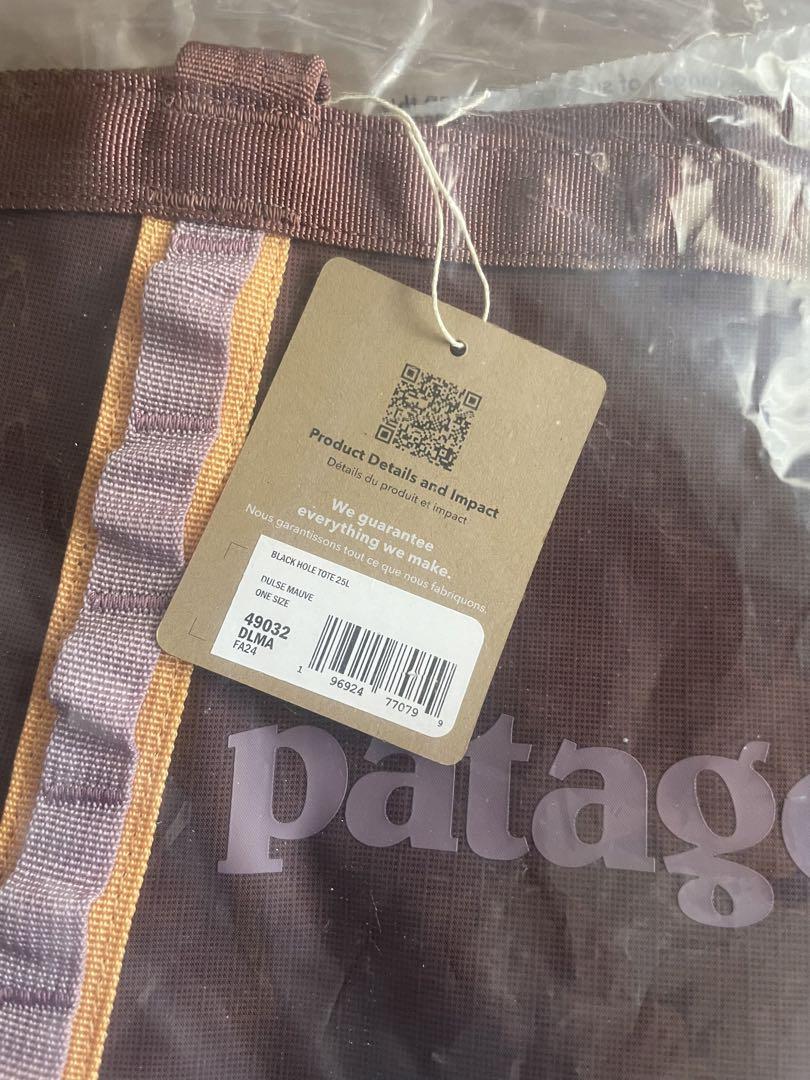 Product Details and Impact
Détails du produit et impact
We guarantee
everything we make.
Nous garantissons tout ce que nous fabriquons.
BLACK HOLE TOTE 25L
DULSE MAUVE
ONE SIZE
49032
DLMA
FA24
1 96924 77079 9
patago